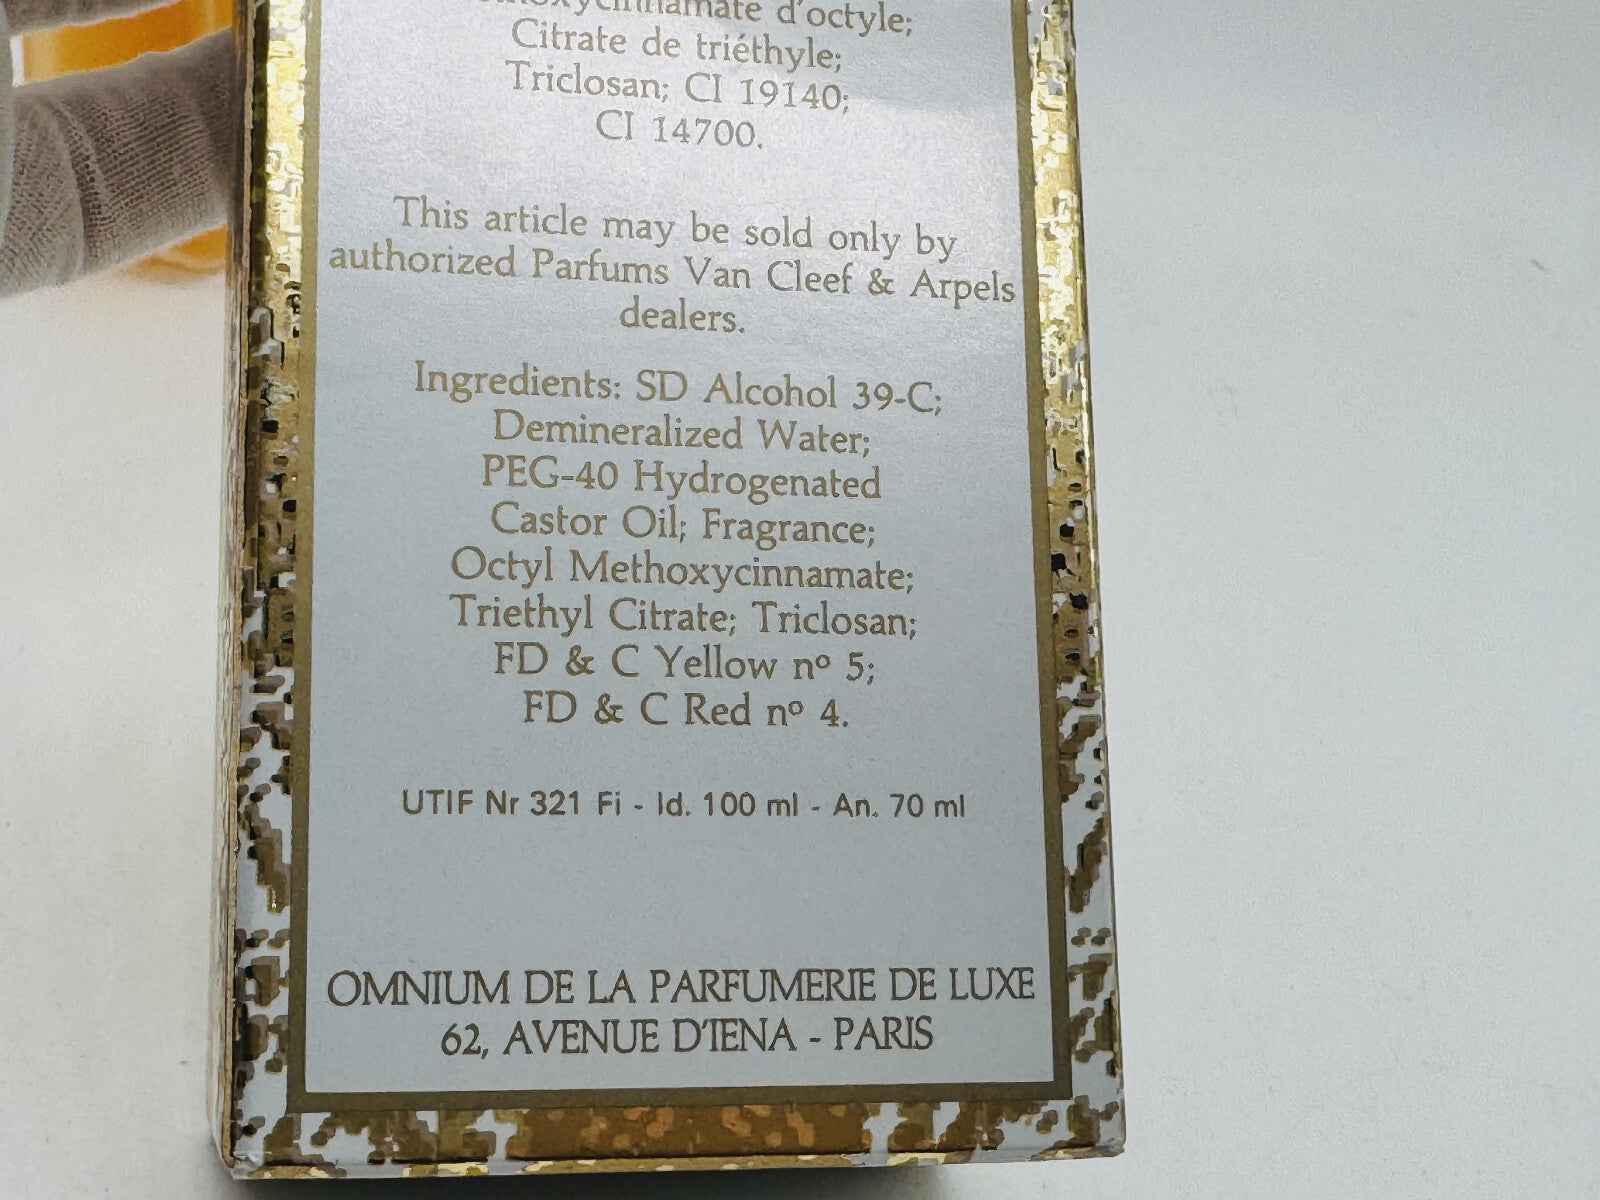 d'octyle;
Citrate de triéthyle;
Triclosan; CI 19140;
CI 14700.
This article may be sold only by
authorized Parfums Van Cleef & Arpels
dealers.
Ingredients: SD Alcohol 39-C;
Demineralized Water;
PEG-40 Hydrogenated
Castor Oil; Fragrance;
Octyl Methoxycinnamate;
Triethyl Citrate; Triclosan;
FD & C Yellow nº 5;
FD & C Red nº 4.
UTIF Nr 321 Fi - Id. 100 ml - An. 70 ml
OMNIUM DE LA PARFUMERIE DE LUXE
62, AVENUE D'IENA - PARIS